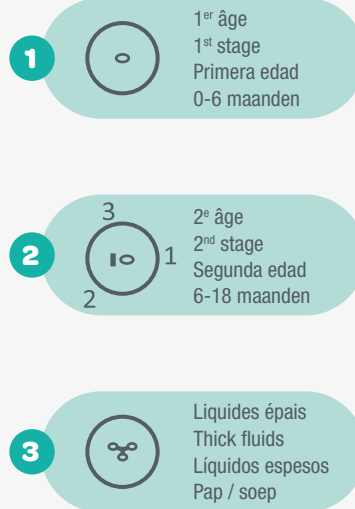 1
1er âge
1st stage
Primera edad
0-6 maanden
2
3
1
2
2e âge
2nd stage
Segunda edad
6-18 maanden
3
Liquides épais
Thick fluids
Líquidos espesos
Pap / soep